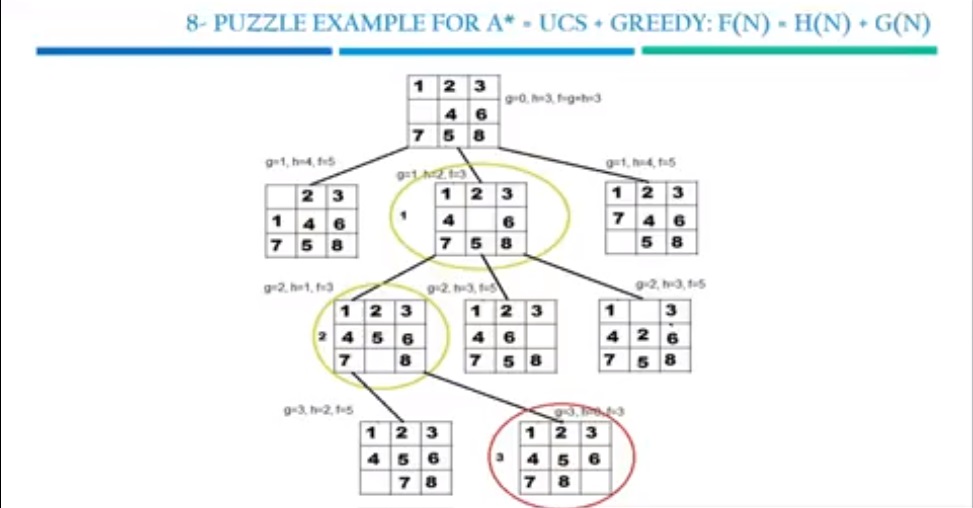 8- PUZZLE EXAMPLE FOR A* = UCS + GREEDY: F(N) = H(N) + G(N)
1 2 3
4 6
7 5 8
g=0, h=3, f=g+h=3
g=1, h=4, f=5
2 3
1 4 6
7 5 8
g=1, h=2, f=3
1
1 2 3
4 6
7 5 8
g=1, h=4, f=5
1 2 3
7 4 6
5 8
g=2, h=1, f=3
2
1 2 3
4 5 6
7 8
g=2, h=3, f=5
1 2 3
4 6
7 5 8
g=2, h=3, f=5
1 3
4 2 6
7 5 8
g=3, h=2, f=5
1 2 3
4 5 6
7 8
g=3, h=0, f=3
3
1 2 3
4 5 6
7 8